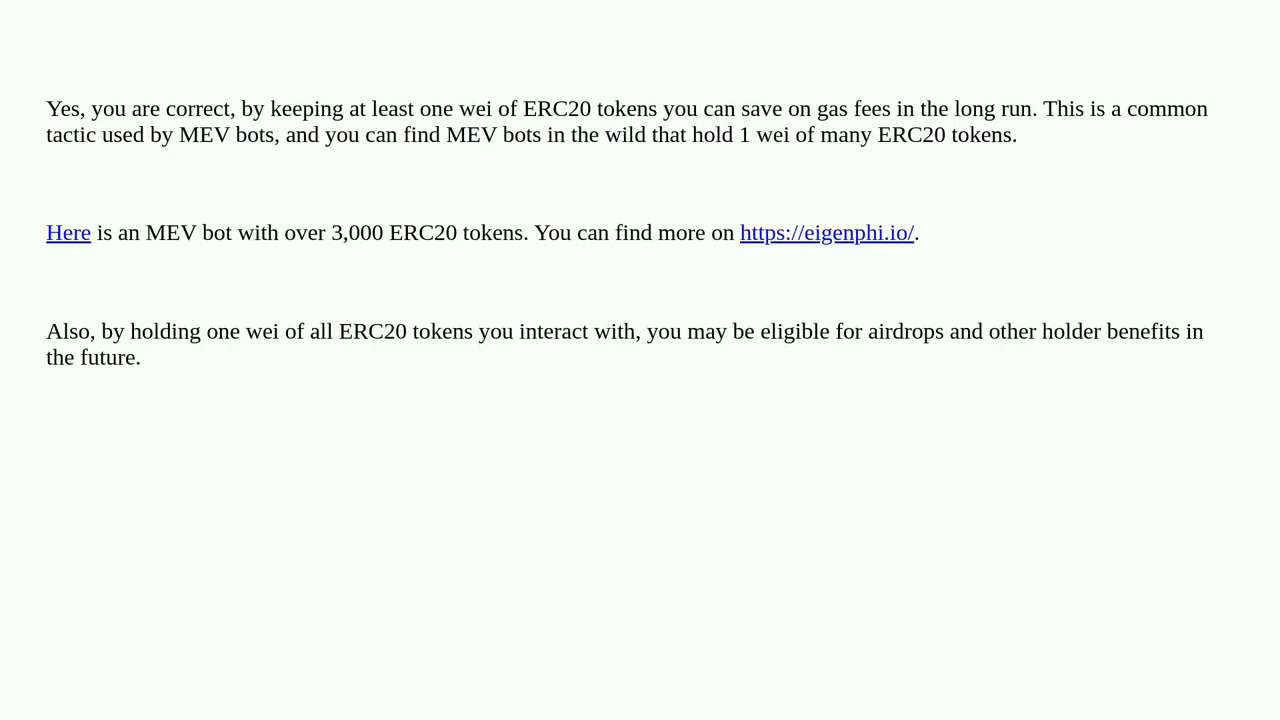 Yes, you are correct, by keeping at least one wei of ERC20 tokens you can save on gas fees in the long run. This is a common
tactic used by MEV bots, and you can find MEV bots in the wild that hold 1 wei of many ERC20 tokens.
Here is an MEV bot with over 3,000 ERC20 tokens. You can find more on https://eigenphi.io/.
Also, by holding one wei of all ERC20 tokens you interact with, you may be eligible for airdrops and other holder benefits in
the future.